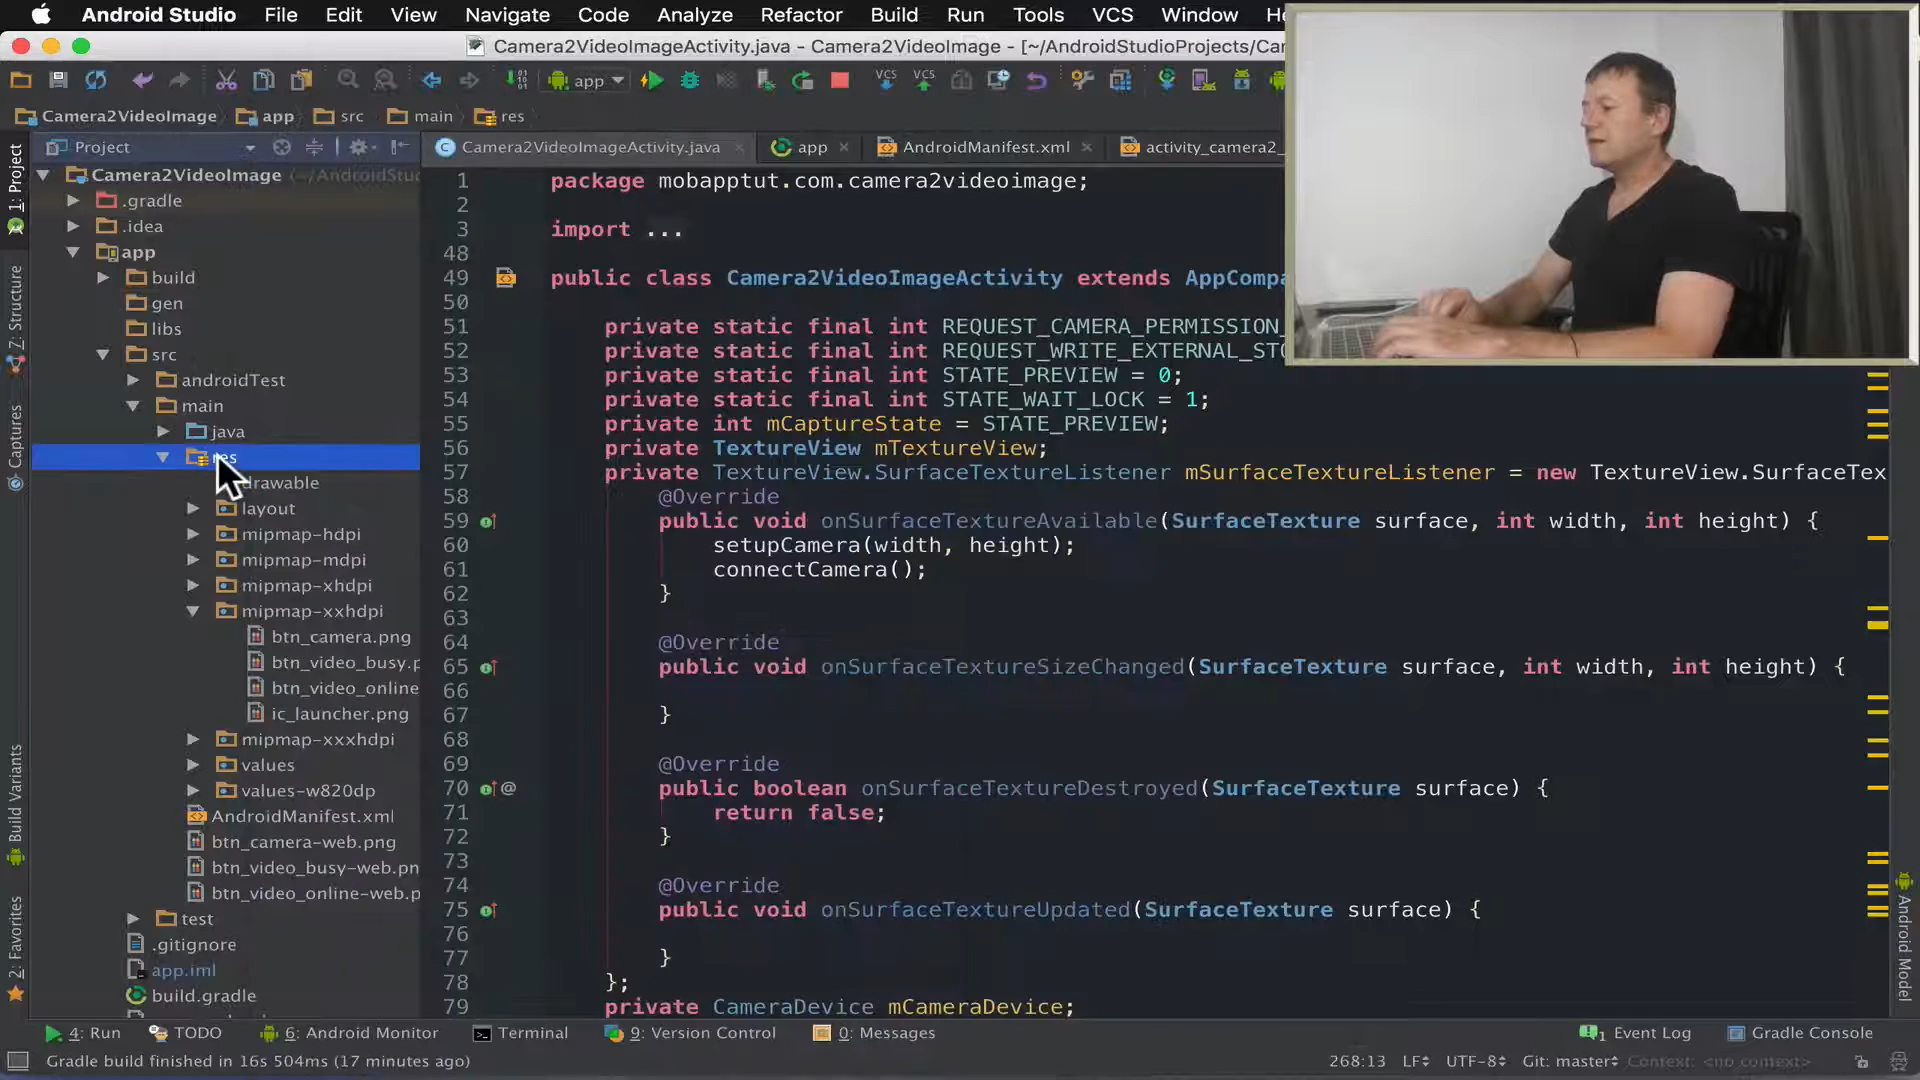 Android Studio File Edit View Navigate Code Analyze Refactor Build Run Tools VCS Window
Camera2VideoImageActivity.java - Camera2VideoImage - [~/AndroidStudioProjects/Ca
app VCS VCS
Camera2VideoImage app src main res
Project
Camera2VideoImageActivity.java app AndroidManifest.xml activity_camera2_
1: Project
7: Structure
Captures
Build Variants
2: Favorites
Camera2VideoImage (~/AndroidStu
.gradle
.idea
app
build
gen
libs
src
androidTest
main
java
res
drawable
layout
mipmap-hdpi
mipmap-mdpi
mipmap-xhdpi
mipmap-xxhdpi
btn_camera.png
btn_video_busy.p
btn_video_online
ic_launcher.png
mipmap-xxxhdpi
values
values-w820dp
AndroidManifest.xml
btn_camera-web.png
btn_video_busy-web.pn
btn_video_online-web.p
test
.gitignore
app.iml
build.gradle
1 package mobapptut.com.camera2videoimage;
2
3 import ...
48
49 public class Camera2VideoImageActivity extends AppCompa
50
51 private static final int REQUEST_CAMERA_PERMISSION_
52 private static final int REQUEST_WRITE_EXTERNAL_STO
53 private static final int STATE_PREVIEW = 0;
54 private static final int STATE_WAIT_LOCK = 1;
55 private int mCaptureState = STATE_PREVIEW;
56 private TextureView mTextureView;
57 private TextureView.SurfaceTextureListener mSurfaceTextureListener = new TextureView.SurfaceTex
58 @Override
59 public void onSurfaceTextureAvailable(SurfaceTexture surface, int width, int height) {
60 setupCamera(width, height);
61 connectCamera();
62 }
63
64 @Override
65 public void onSurfaceTextureSizeChanged(SurfaceTexture surface, int width, int height) {
66
67 }
68
69 @Override
70 @ public boolean onSurfaceTextureDestroyed(SurfaceTexture surface) {
71 return false;
72 }
73
74 @Override
75 public void onSurfaceTextureUpdated(SurfaceTexture surface) {
76
77 }
78 };
79 private CameraDevice mCameraDevice;
Android Model
4: Run TODO 6: Android Monitor Terminal 9: Version Control 0: Messages 1 Event Log Gradle Console
Gradle build finished in 16s 504ms (17 minutes ago) 268:13 LF UTF-8 Git: master Context: <no context>